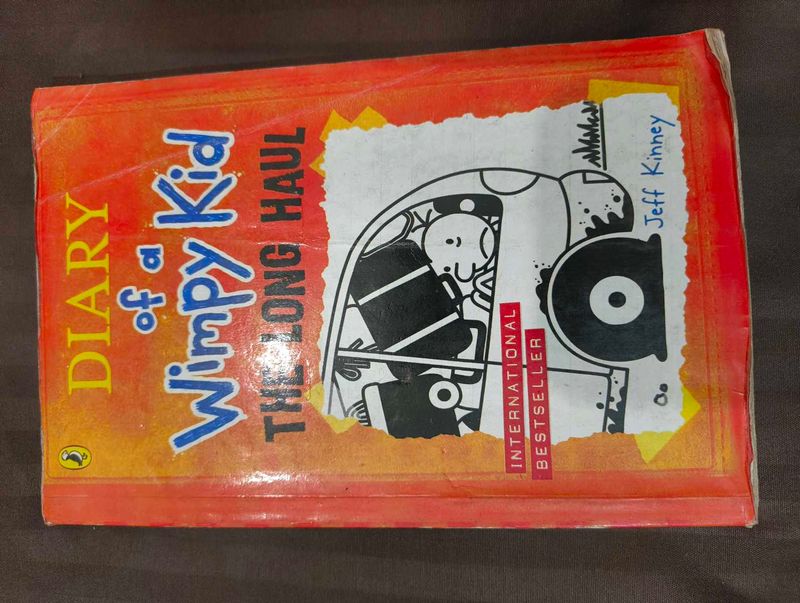 DIARY
of a
Wimpy Kid
THE LONG HAUL
INTERNATIONAL
BESTSELLER
Jeff Kinney